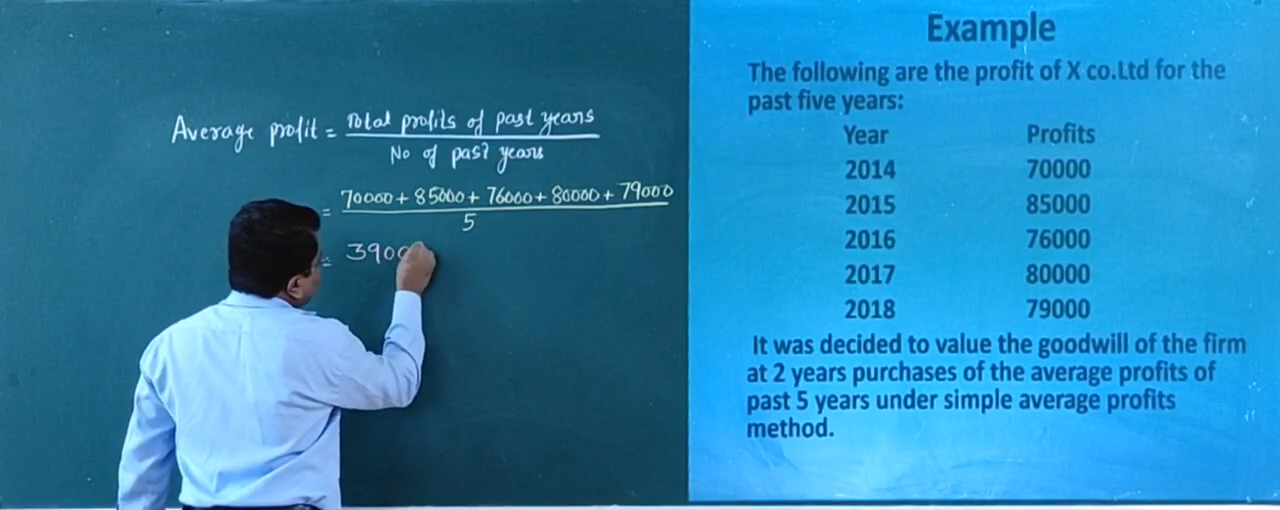 Average profit = Total profits of past years
No of past years
= 70000 + 85000 + 76000 + 80000 + 79000
5
= 3900
Example
The following are the profit of X co.Ltd for the
past five years:
Year Profits
2014 70000
2015 85000
2016 76000
2017 80000
2018 79000
It was decided to value the goodwill of the firm
at 2 years purchases of the average profits of
past 5 years under simple average profits
method.